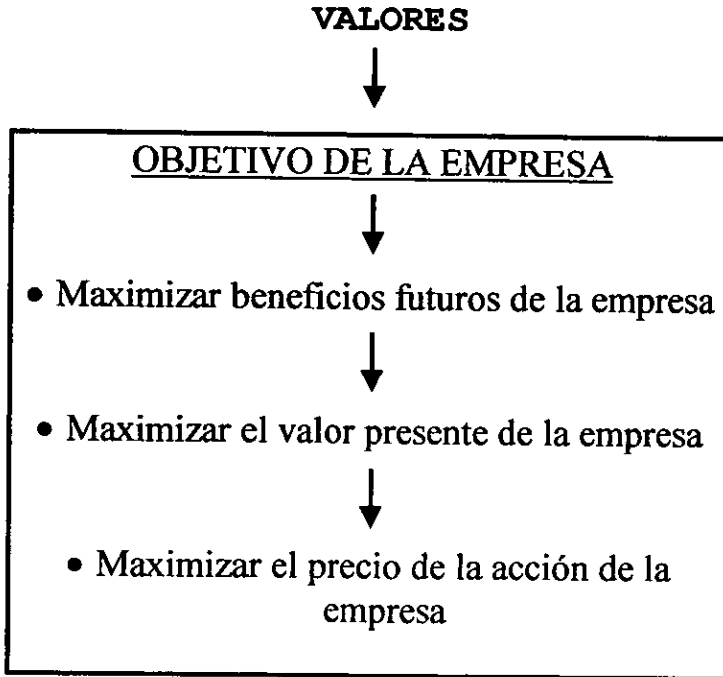 VALORES
OBJETIVO DE LA EMPRESA
• Maximizar beneficios futuros de la empresa
• Maximizar el valor presente de la empresa
• Maximizar el precio de la acción de la
empresa